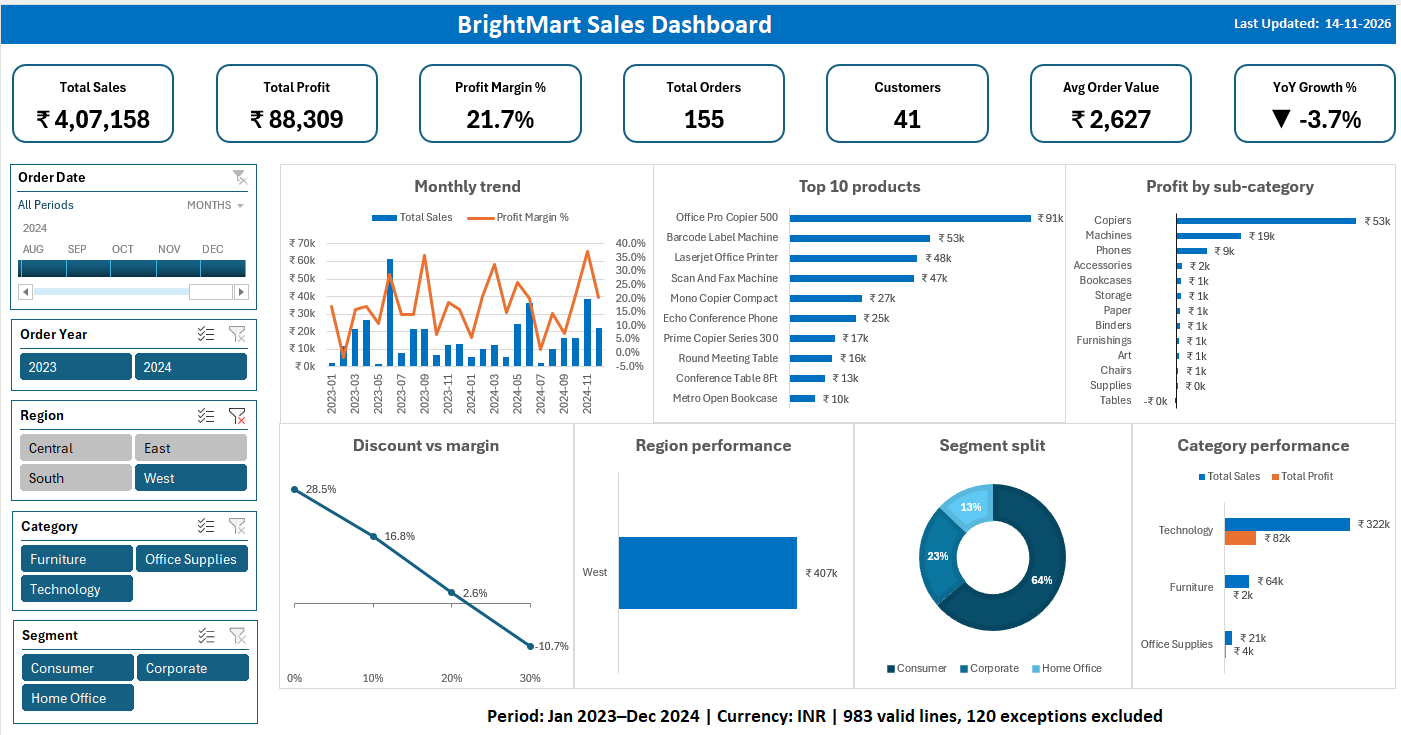 BrightMart Sales Dashboard
Last Updated: 14-11-2026
Total Sales
₹ 4,07,158
Total Profit
₹ 88,309
Profit Margin %
21.7%
Total Orders
155
Customers
41
Avg Order Value
₹ 2,627
YoY Growth %
▼ -3.7%
Order Date
All Periods
MONTHS
2024
AUG SEP OCT NOV DEC
Order Year
2023 2024
Region
Central East
South West
Category
Furniture Office Supplies
Technology
Segment
Consumer Corporate
Home Office
Monthly trend
Total Sales Profit Margin %
₹ 70k
₹ 60k
₹ 50k
₹ 40k
₹ 30k
₹ 20k
₹ 10k
₹ 0k
40.0%
35.0%
30.0%
25.0%
20.0%
15.0%
10.0%
5.0%
0.0%
-5.0%
2023-01
2023-03
2023-05
2023-07
2023-09
2023-11
2024-01
2024-03
2024-05
2024-07
2024-09
2024-11
Top 10 products
Office Pro Copier 500 ₹ 91k
Barcode Label Machine ₹ 53k
Laserjet Office Printer ₹ 48k
Scan And Fax Machine ₹ 47k
Mono Copier Compact ₹ 27k
Echo Conference Phone ₹ 25k
Prime Copier Series 300 ₹ 17k
Round Meeting Table ₹ 16k
Conference Table 8Ft ₹ 13k
Metro Open Bookcase ₹ 10k
Profit by sub-category
Copiers ₹ 53k
Machines ₹ 19k
Phones ₹ 9k
Accessories ₹ 2k
Bookcases ₹ 1k
Storage ₹ 1k
Paper ₹ 1k
Binders ₹ 1k
Furnishings ₹ 1k
Art ₹ 1k
Chairs ₹ 1k
Supplies ₹ 0k
Tables -₹ 0k
Discount vs margin
28.5%
16.8%
2.6%
-10.7%
0% 10% 20% 30%
Region performance
West ₹ 407k
Segment split
13%
23%
64%
Consumer Corporate Home Office
Category performance
Total Sales Total Profit
Technology ₹ 322k
₹ 82k
Furniture ₹ 64k
₹ 2k
Office Supplies ₹ 21k
₹ 4k
Period: Jan 2023–Dec 2024 | Currency: INR | 983 valid lines, 120 exceptions excluded